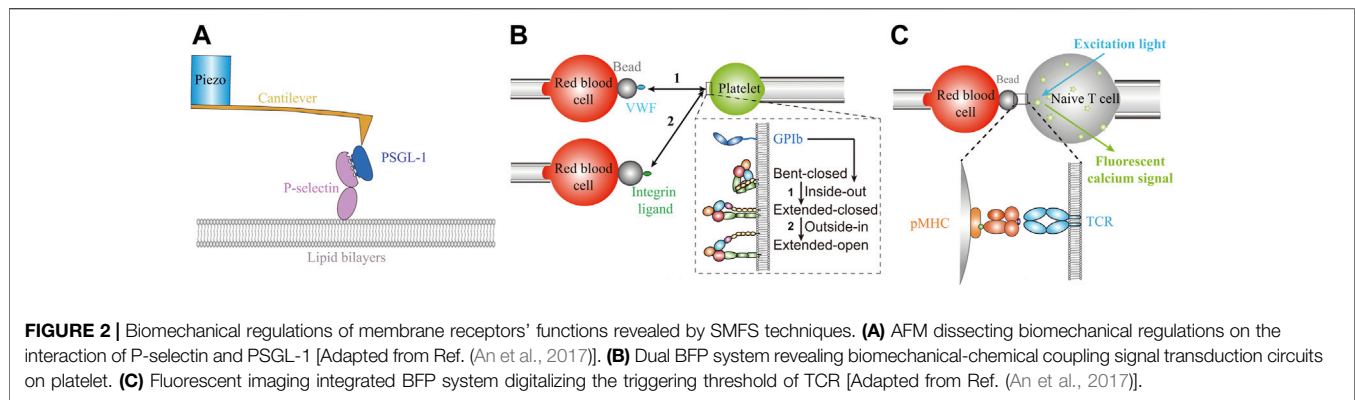 A
Piezo
Cantilever
PSGL-1
P-selectin
Lipid bilayers
B
Bead
Red blood
cell
VWF
1
Platelet
2
Red blood
cell
Integrin
ligand
GPIb
Bent-closed
1 Inside-out
Extended-closed
2 Outside-in
Extended-open
C
Excitation light
Bead
Red blood
cell
Naive T cell
Fluorescent
calcium signal
pMHC
TCR
FIGURE 2 | Biomechanical regulations of membrane receptors’ functions revealed by SMFS techniques. (A) AFM dissecting biomechanical regulations on the
interaction of P-selectin and PSGL-1 [Adapted from Ref. (An et al., 2017)]. (B) Dual BFP system revealing biomechanical-chemical coupling signal transduction circuits
on platelet. (C) Fluorescent imaging integrated BFP system digitalizing the triggering threshold of TCR [Adapted from Ref. (An et al., 2017)].